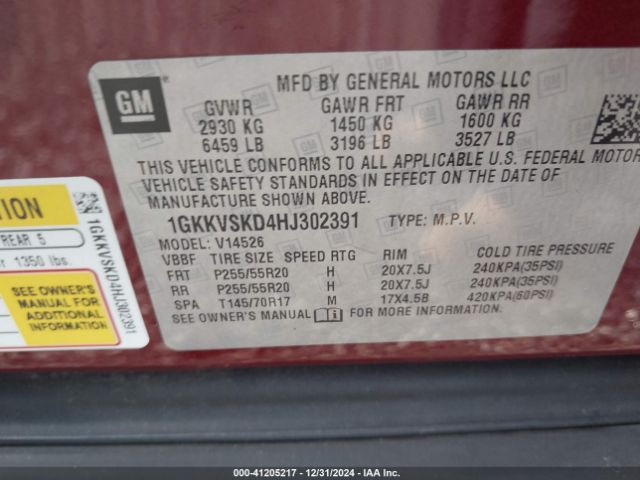 GM
MFD BY GENERAL MOTORS LLC
GVWR GAWR FRT GAWR RR
2930 KG 1450 KG 1600 KG
6459 LB 3196 LB 3527 LB
THIS VEHICLE CONFORMS TO ALL APPLICABLE U.S. FEDERAL MOTOR
VEHICLE SAFETY STANDARDS IN EFFECT ON THE DATE OF
MANUFACTURE SHOWN ABOVE.
1GKKVSKD4HJ302391 TYPE: M.P.V.
MODEL: V14526
VBBF TIRE SIZE SPEED RTG RIM COLD TIRE PRESSURE
FRT P255/55R20 H 20X7.5J 240KPA(35PSI)
RR P255/55R20 H 20X7.5J 240KPA(35PSI)
SPA T145/70R17 M 17X4.5B 420KPA(60PSI)
SEE OWNER'S MANUAL FOR MORE INFORMATION.
TION
REAR 5
or 1350 lbs.
SEE OWNER'S
MANUAL FOR
ADDITIONAL
INFORMATION
1GKKVSKD4HJ302391
© - 41205217 - 12/31/2024 - IAA Inc.